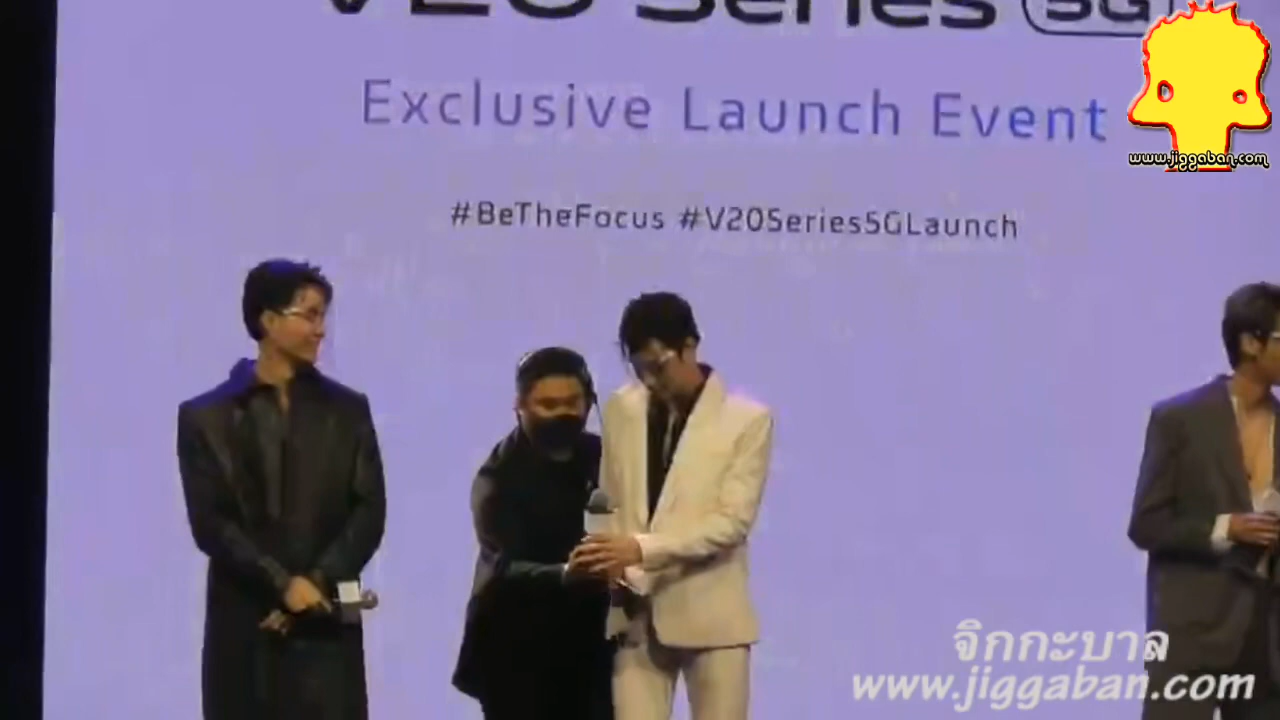 V20 Series 5G
Exclusive Launch Event
www.jiggaban.com
#BeTheFocus #V20Series5GLaunch
จิกกะบาล
www.jiggaban.com